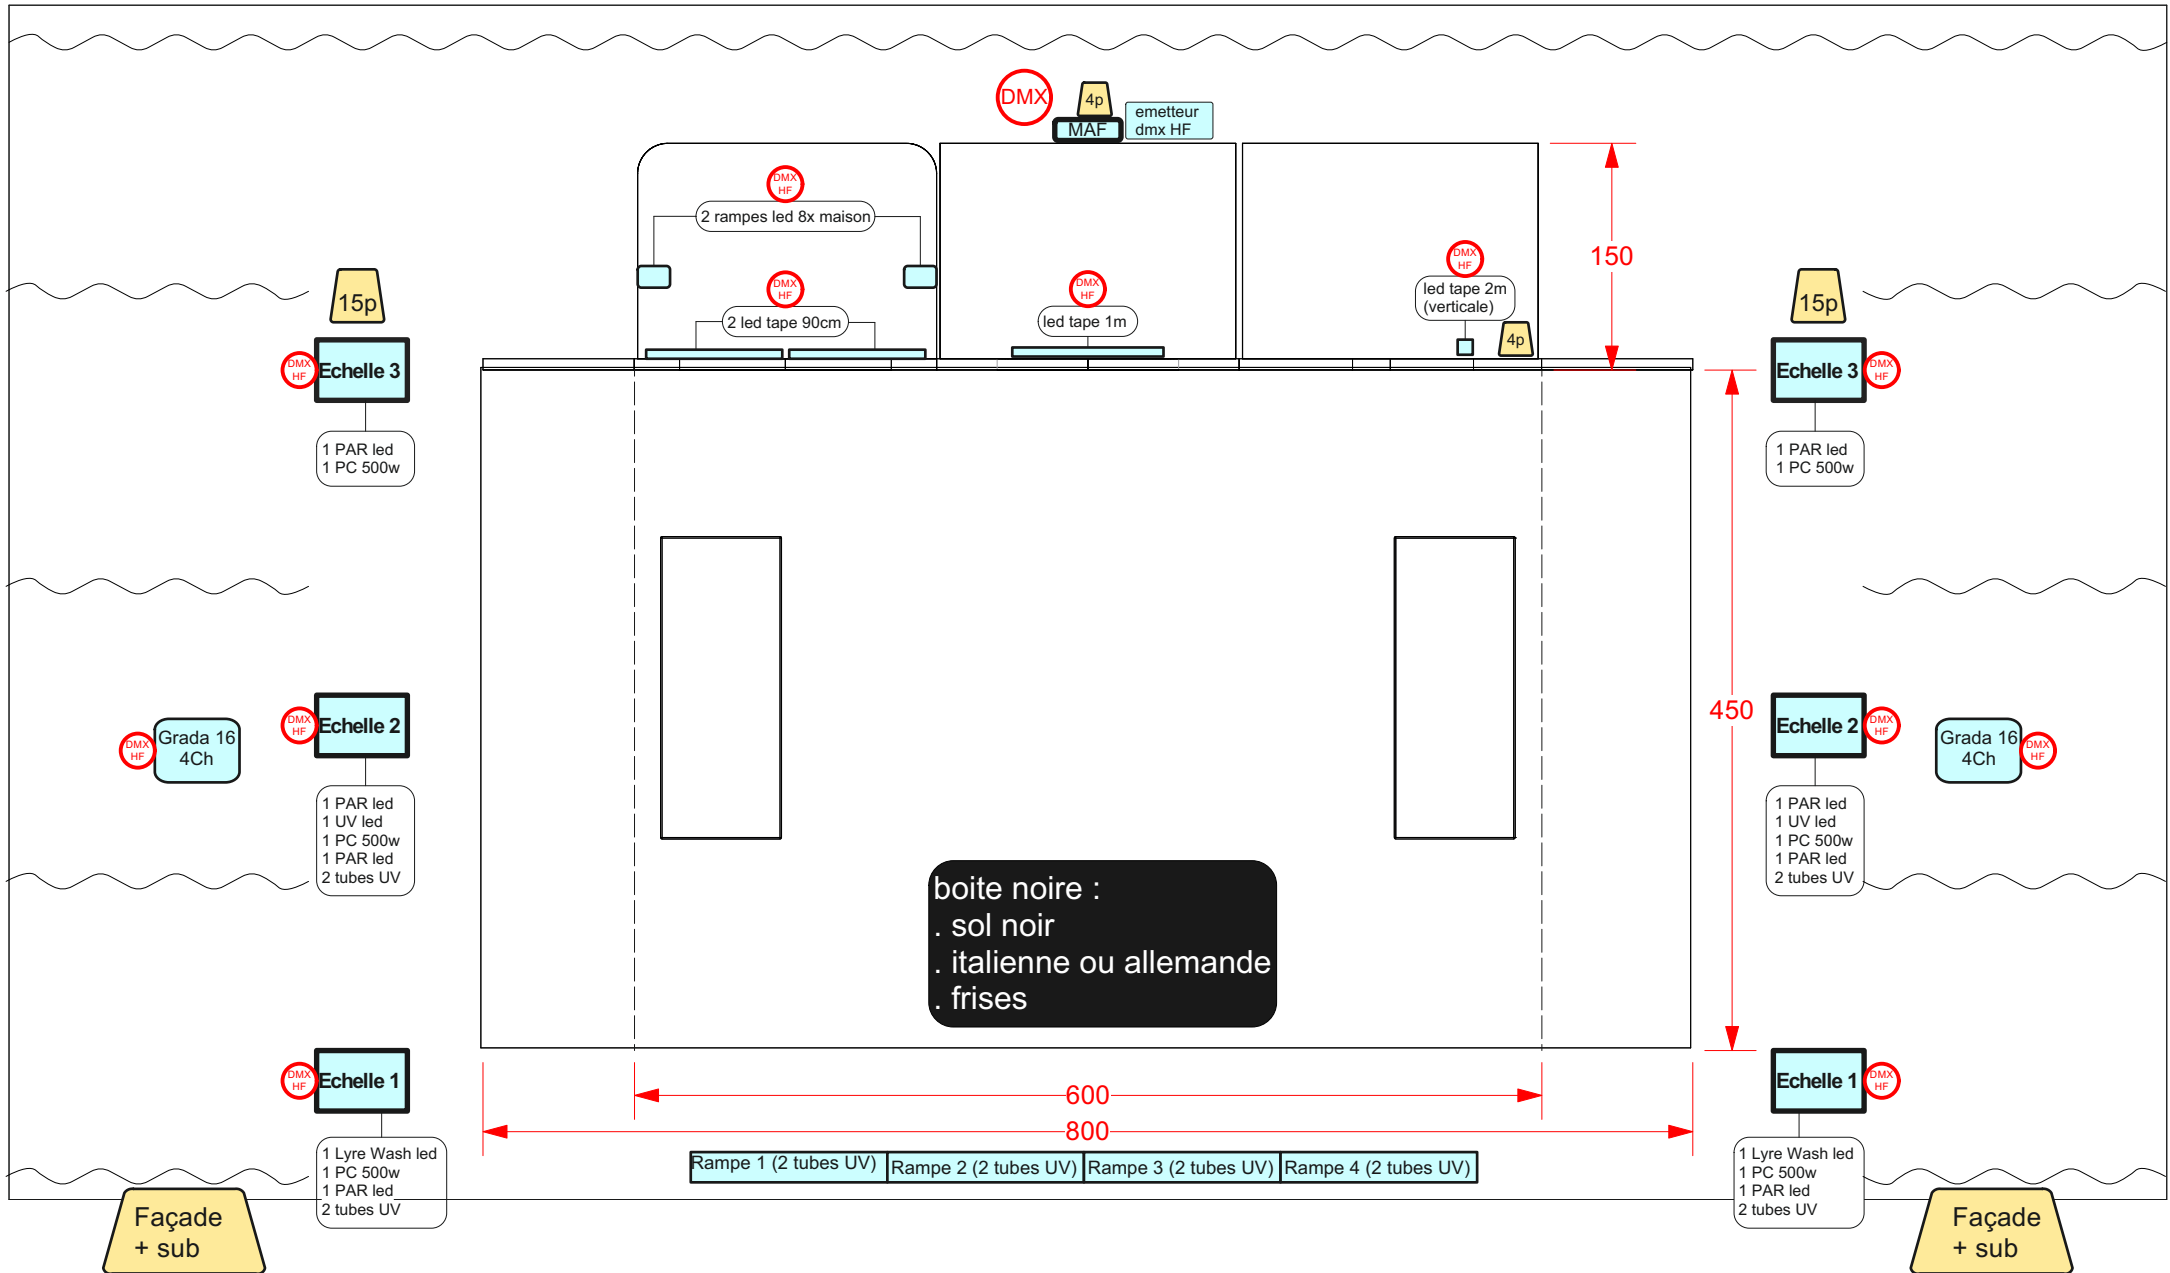 DMX
4p
MAF
emetteur
dmx HF
DMX
HF
2 rampes led 8x maison
DMX
HF
2 led tape 90cm
DMX
HF
led tape 1m
DMX
HF
led tape 2m
(verticale)
4p
150
15p
DMX
HF
Echelle 3
1 PAR led
1 PC 500w
15p
Echelle 3
DMX
HF
1 PAR led
1 PC 500w
450
DMX
HF
Grada 16
4Ch
DMX
HF
Echelle 2
1 PAR led
1 UV led
1 PC 500w
1 PAR led
2 tubes UV
Echelle 2
DMX
HF
Grada 16
4Ch
DMX
HF
1 PAR led
1 UV led
1 PC 500w
1 PAR led
2 tubes UV
boite noire :
. sol noir
. italienne ou allemande
. frises
DMX
HF
Echelle 1
1 Lyre Wash led
1 PC 500w
1 PAR led
2 tubes UV
Echelle 1
DMX
HF
1 Lyre Wash led
1 PC 500w
1 PAR led
2 tubes UV
600
800
Rampe 1 (2 tubes UV)
Rampe 2 (2 tubes UV)
Rampe 3 (2 tubes UV)
Rampe 4 (2 tubes UV)
Façade
+ sub
Façade
+ sub